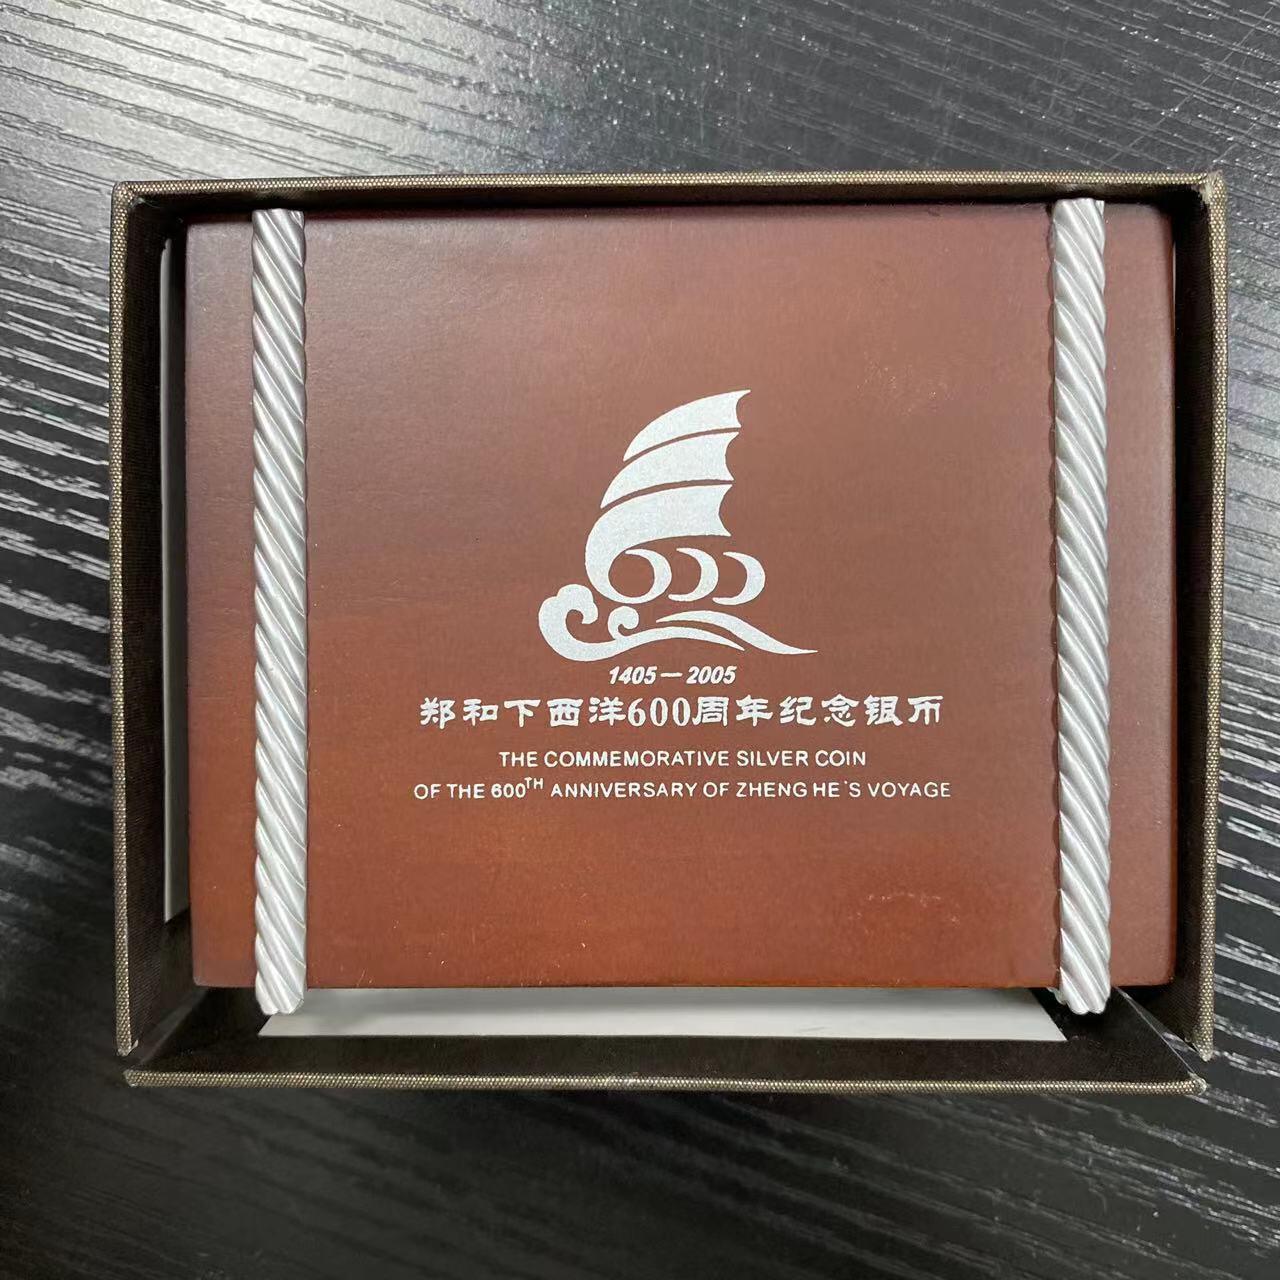 1405—2005
郑和下西洋600周年纪念银币
THE COMMEMORATIVE SILVER COIN
OF THE 600TH ANNIVERSARY OF ZHENG HE'S VOYAGE